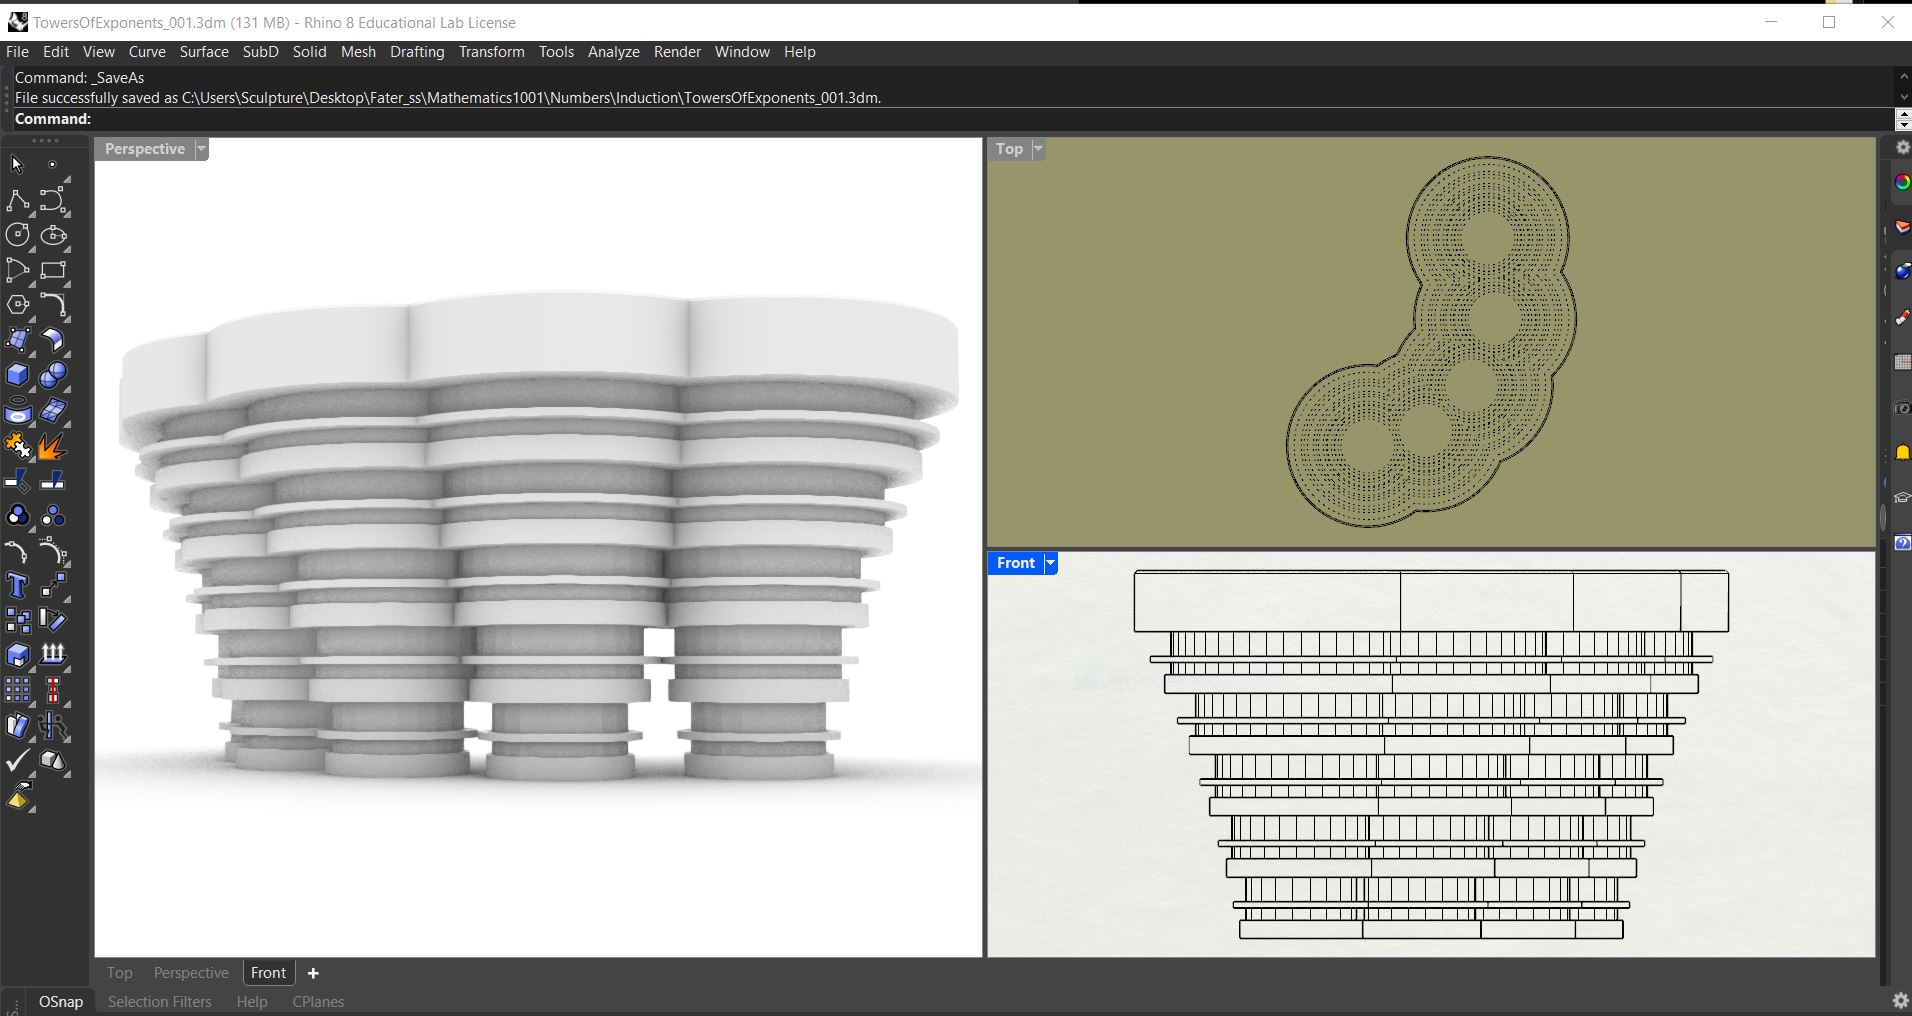 TowersOfExponents_001.3dm (131 MB) - Rhino 8 Educational Lab License
File Edit View Curve Surface SubD Solid Mesh Drafting Transform Tools Analyze Render Window Help
Command: _SaveAs
File successfully saved as C:\Users\Sculpture\Desktop\Fater_ss\Mathematics1001\Numbers\Induction\TowersOfExponents_001.3dm.
Command:
Perspective
Top
Front
Top Perspective Front
OSnap Selection Filters Help CPlanes